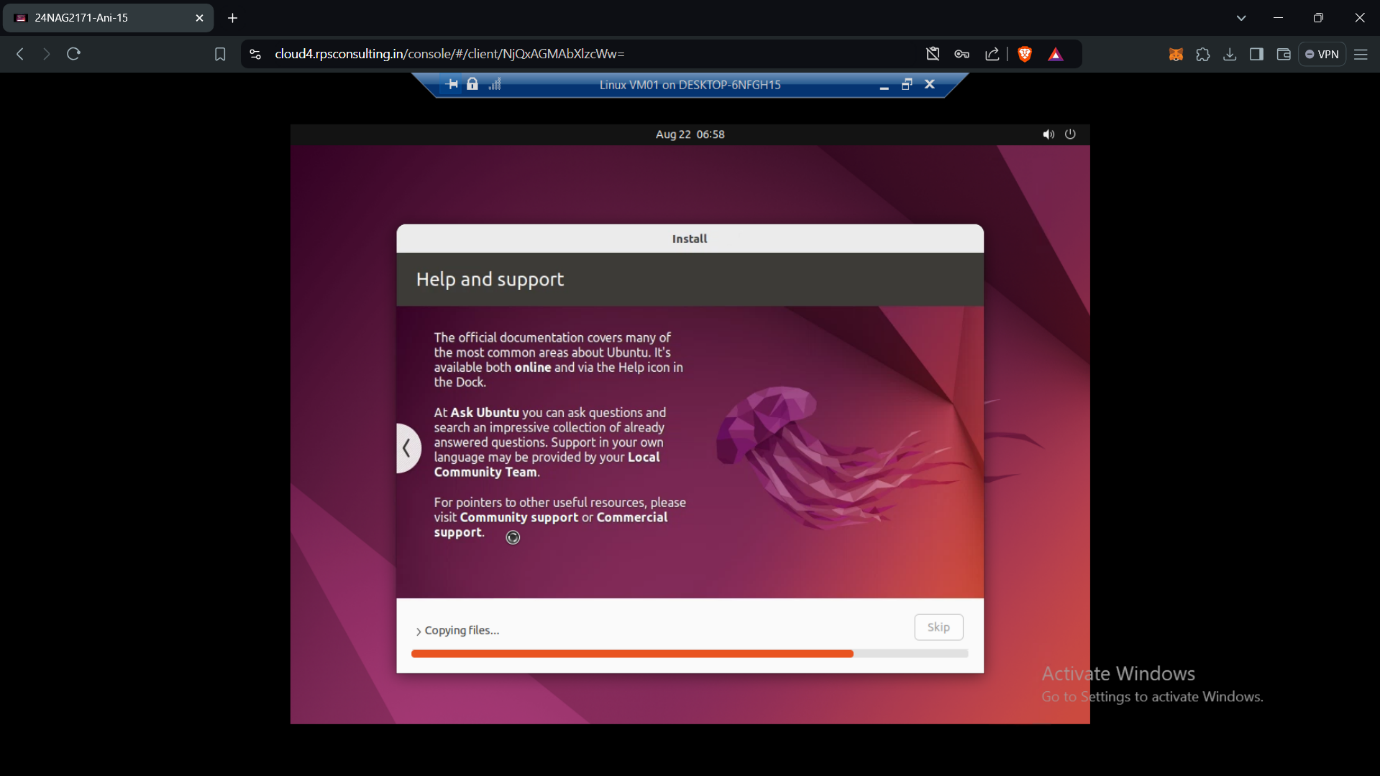 24NAG2171-Ani-15
cloud4.rpsconsulting.in/console/#/client/NjQxAGMAbXlzcWw=
VPN
Linux VM01 on DESKTOP-6NFGH15
Aug 22 06:58
Install
Help and support
The official documentation covers many of
the most common areas about Ubuntu. It's
available both online and via the Help icon in
the Dock.
At Ask Ubuntu you can ask questions and
search an impressive collection of already
answered questions. Support in your own
language may be provided by your Local
Community Team.
For pointers to other useful resources, please
visit Community support or Commercial
support.
Copying files...
Skip
Activate Windows
Go to Settings to activate Windows.